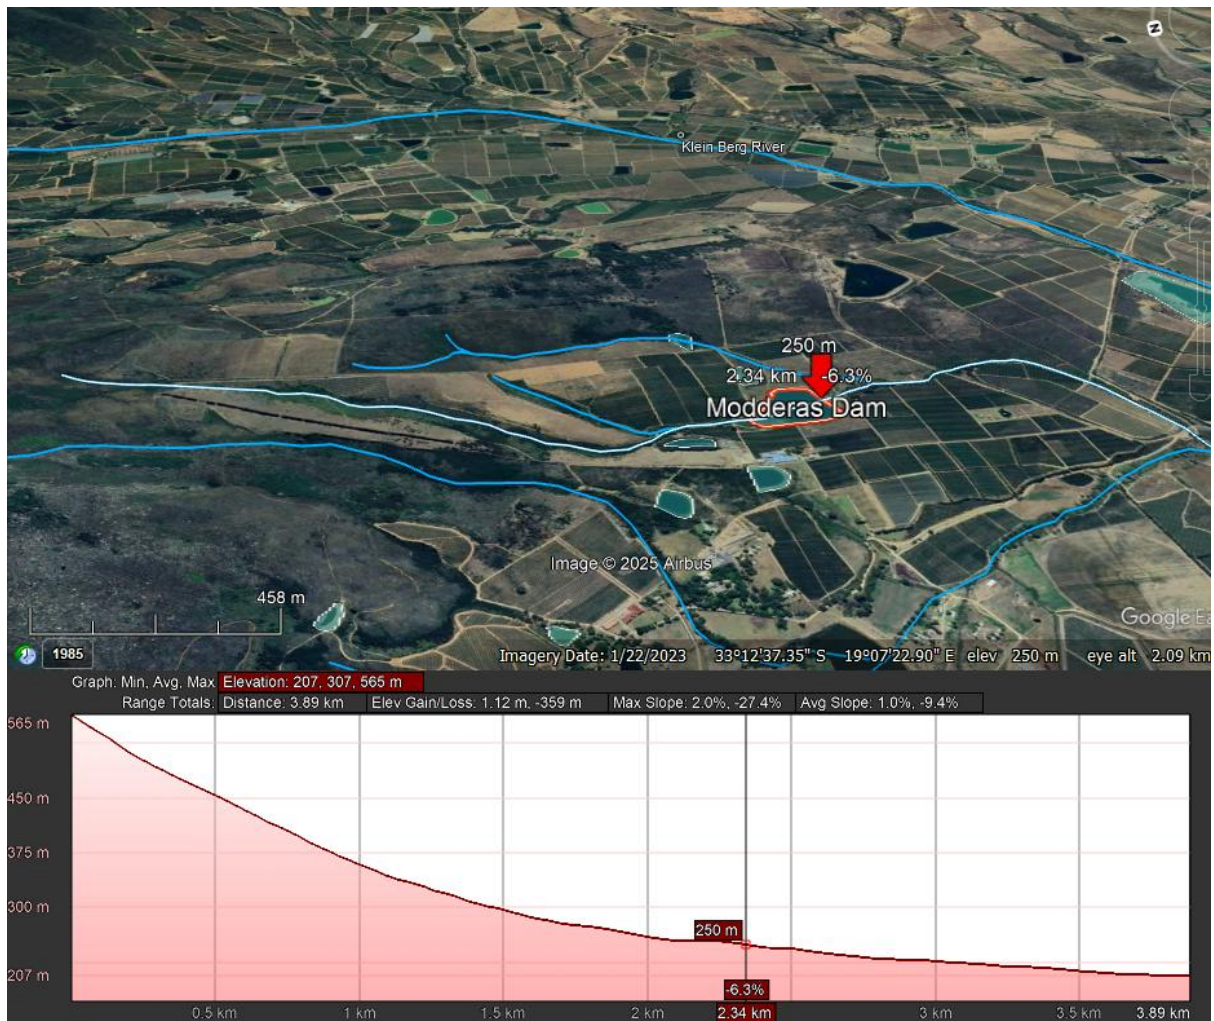 N
Klein Berg River
250 m
2.34 km -6.3%
Modderas Dam
Image © 2025 Airbus
458 m
Google Ea
1985
Imagery Date: 1/22/2023 33°12'37.35" S 19°07'22.90" E elev 250 m eye alt 2.09 km
Graph: Min, Avg, Max Elevation: 207, 307, 565 m
Range Totals: Distance: 3.89 km Elev Gain/Loss: 1.12 m, -359 m Max Slope: 2.0%, -27.4% Avg Slope: 1.0%, -9.4%
565 m
450 m
375 m
300 m
250 m
207 m
-6.3%
0.5 km 1 km 1.5 km 2 km 2.34 km 3 km 3.5 km 3.89 km